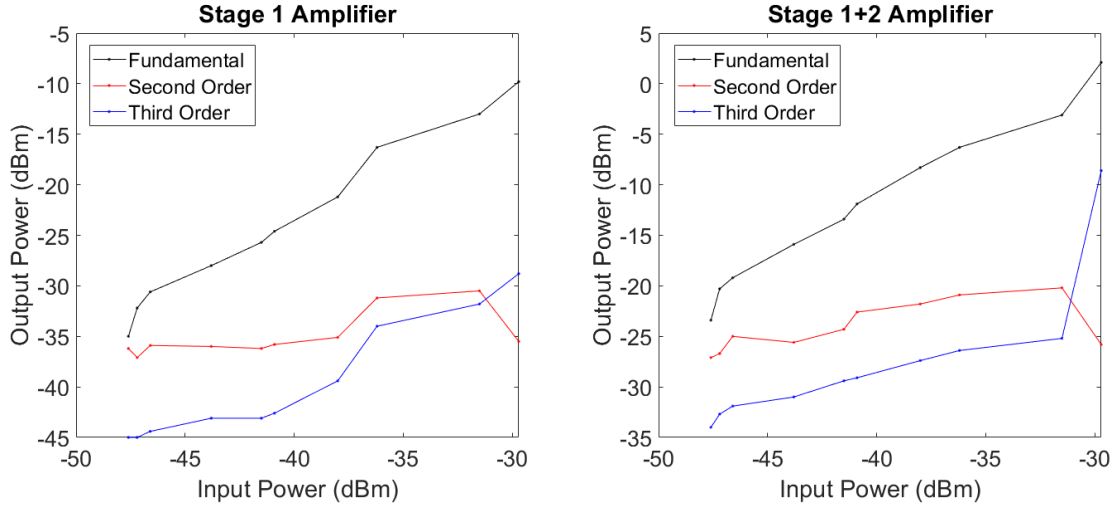 Stage 1 Amplifier
-5
-10
-15
-20
-25
-30
-35
-40
-45
Output Power (dBm)
Fundamental
Second Order
Third Order
-50
-45
-40
-35
-30
Input Power (dBm)
Stage 1+2 Amplifier
5
0
-5
-10
-15
-20
-25
-30
-35
Output Power (dBm)
Fundamental
Second Order
Third Order
-50
-45
-40
-35
-30
Input Power (dBm)